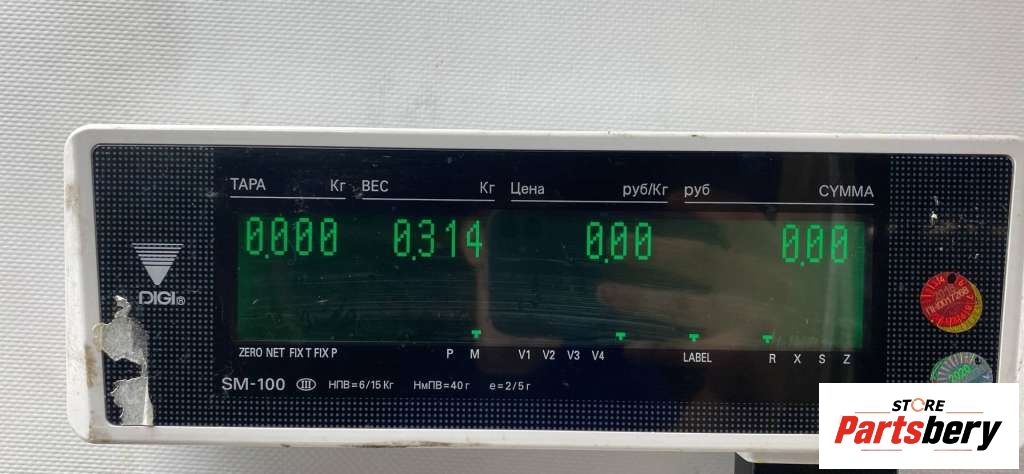 ТАРА Кг ВЕС Кг Цена руб/Кг руб СУММА
0.000 0.314 0.00 0.00
DIGI®
ZERO NET FIX T FIX P P M V1 V2 V3 V4 LABEL R X S Z
SM-100 III НПВ=6/15 Кг НмПВ=40 г e=2/5 г
2020
STORE
Partsbery